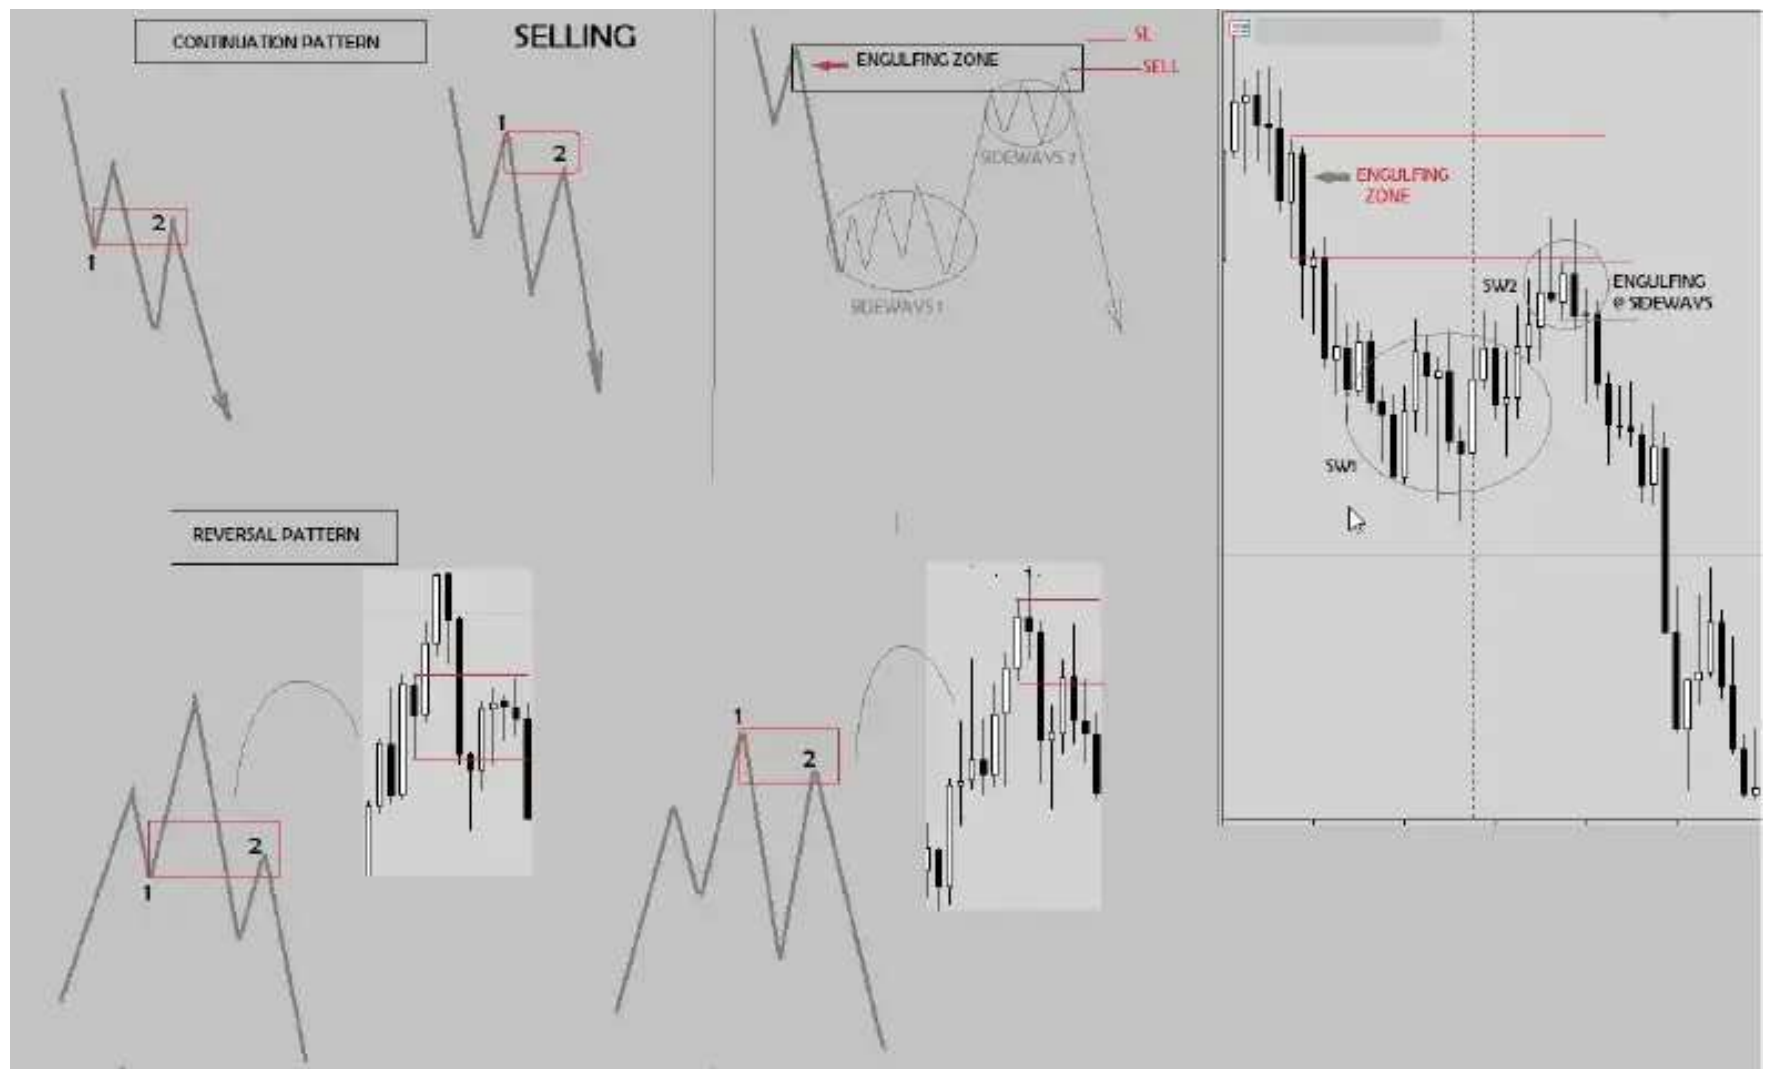 CONTINUATION PATTERN
SELLING
1
2
1
2
ENGULFING ZONE
SL
SELL
SIDEWAYS 2
SIDEWAYS 1
ENGULFING
ZONE
SW2
ENGULFING
@ SIDEWAYS
SW1
REVERSAL PATTERN
1
2
1
2